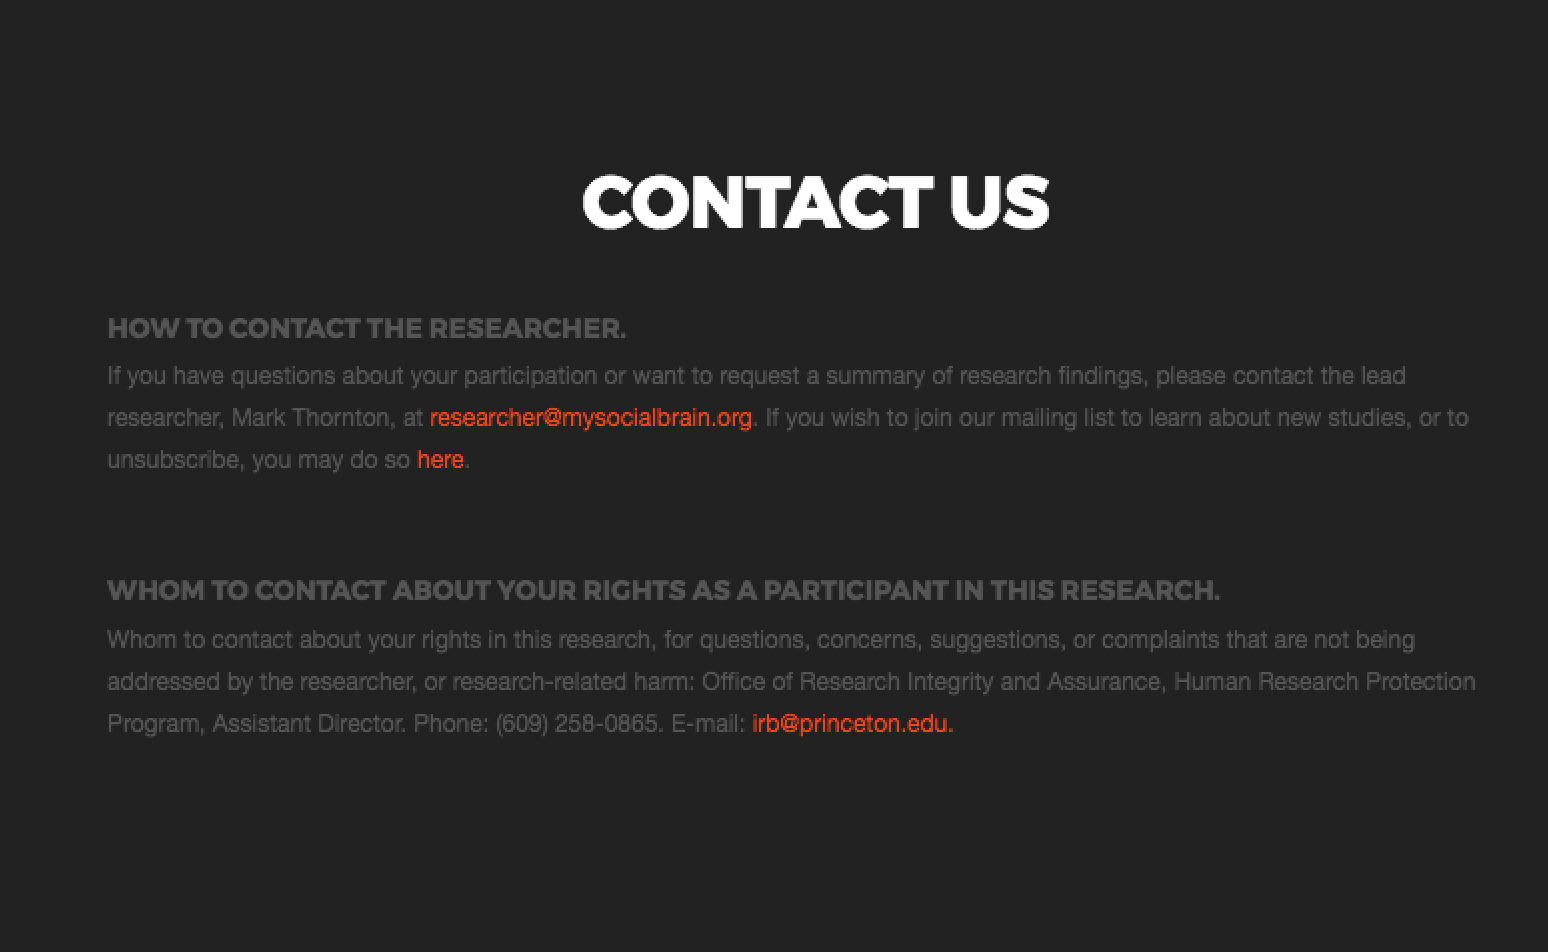 CONTACT US
HOW TO CONTACT THE RESEARCHER.
If you have questions about your participation or want to request a summary of research findings, please contact the lead
researcher, Mark Thornton, at researcher@mysocialbrain.org. If you wish to join our mailing list to learn about new studies, or to
unsubscribe, you may do so here.
WHOM TO CONTACT ABOUT YOUR RIGHTS AS A PARTICIPANT IN THIS RESEARCH.
Whom to contact about your rights in this research, for questions, concerns, suggestions, or complaints that are not being
addressed by the researcher, or research-related harm: Office of Research Integrity and Assurance, Human Research Protection
Program, Assistant Director. Phone: (609) 258-0865. E-mail: irb@princeton.edu.